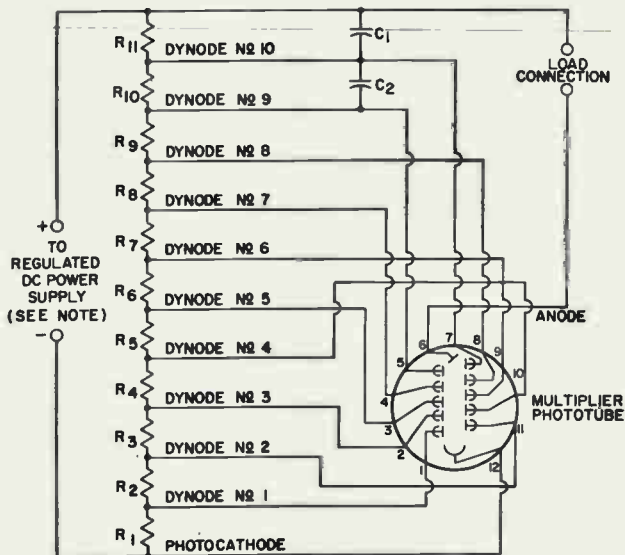 R11
DYNODE № 10
C1
R10
DYNODE № 9
C2
LOAD
CONNECTION
R9
DYNODE № 8
R8
DYNODE № 7
+
TO
REGULATED
DC POWER
SUPPLY
(SEE NOTE)
-
R7
DYNODE № 6
R6
DYNODE № 5
R5
DYNODE № 4
R4
DYNODE № 3
R3
DYNODE № 2
R2
DYNODE № 1
R1
PHOTOCATHODE
ANODE
MULTIPLIER
PHOTOTUBE
1
2
3
4
5
6
7
8
9
10
11
12